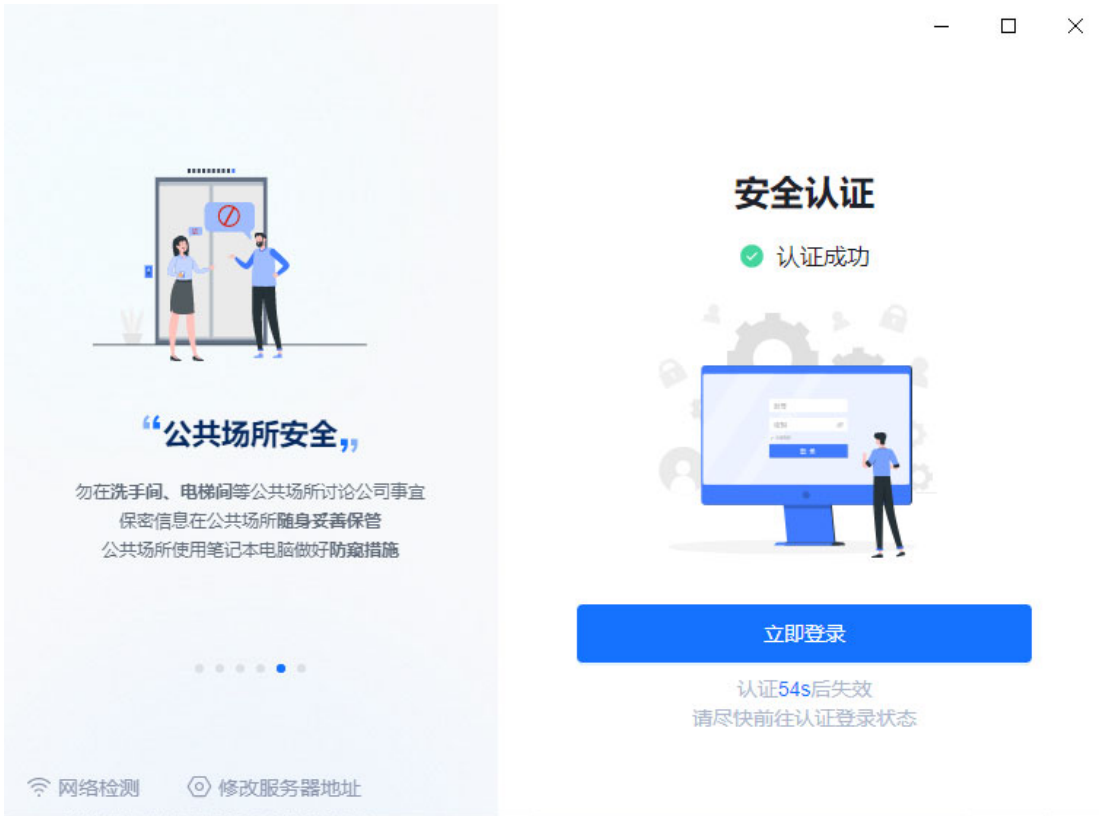 “公共场所安全”
勿在洗手间、电梯间等公共场所讨论公司事宜
保密信息在公共场所随身妥善保管
公共场所使用笔记本电脑做好防窥措施
网络检测
修改服务器地址
安全认证
认证成功
立即登录
认证54s后失效
请尽快前往认证登录状态